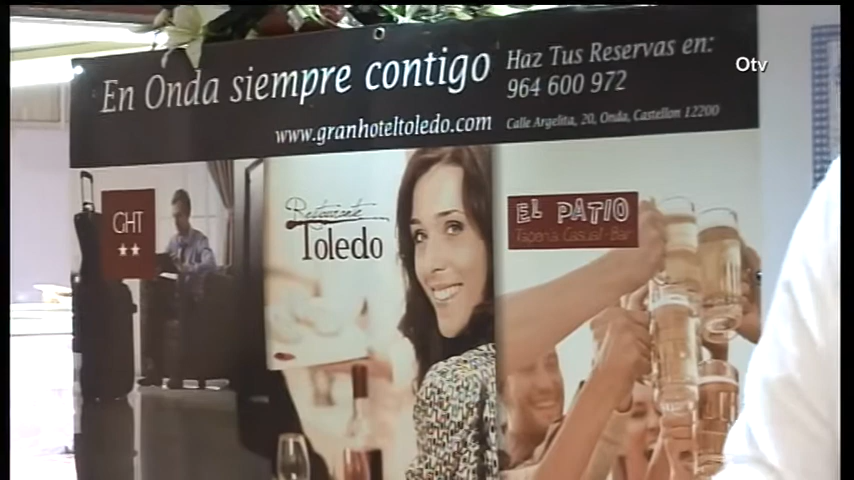 En Onda siempre contigo
www.granhoteltoledo.com
Haz Tus Reservas en:
964 600 972
Calle Argelita, 20, Onda, Castellon 12200
Otv
GHT
Restaurante
Toledo
EL PATIO
Taperia Casual-Bar